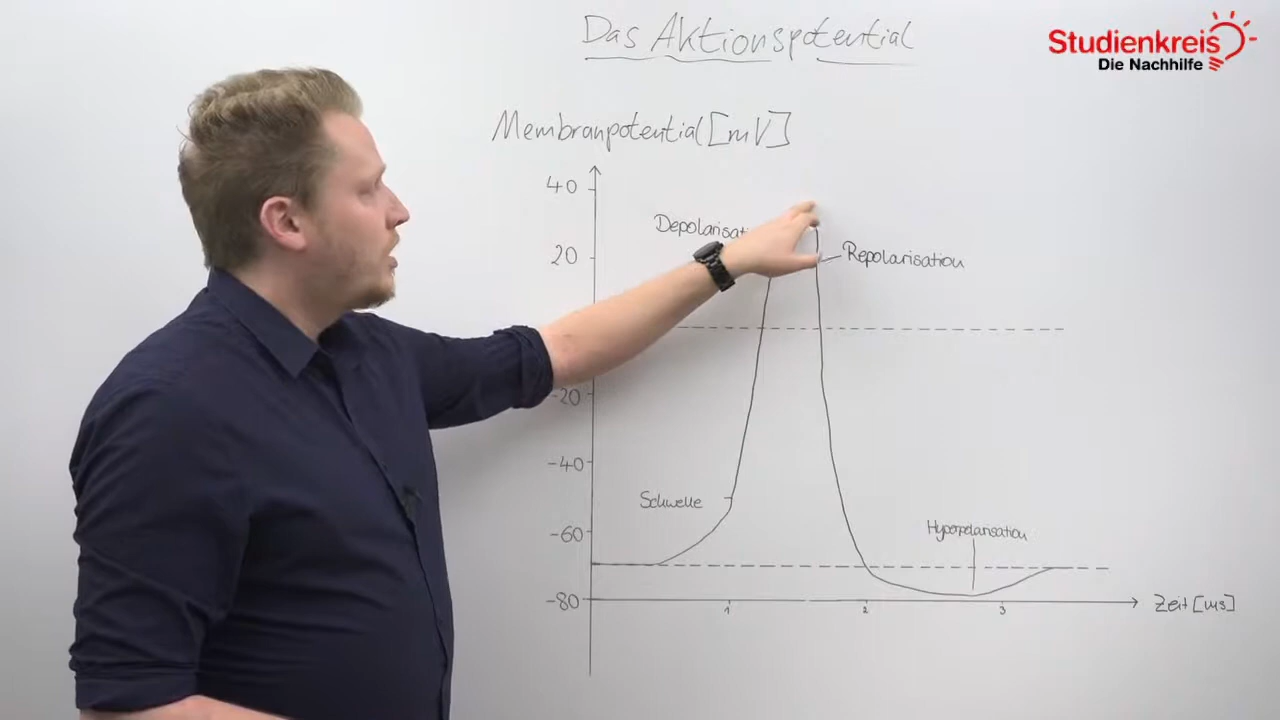 Das Aktionspotential
Studienkreis
Die Nachhilfe
Membranpotential [mV]
40
Depolarisati
20
Repolarisation
-20
-40
Schwelle
-60
Hyperpolarisation
-80
1
2
3
Zeit [ms]